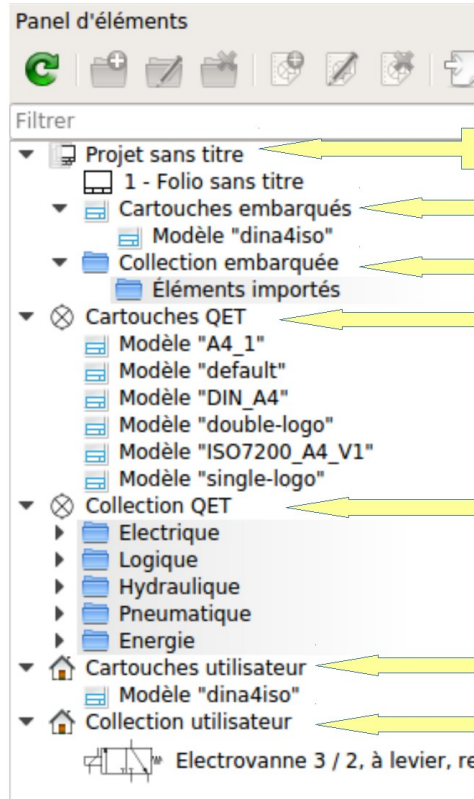 Panel d'éléments
Filtrer
Projet sans titre
1 - Folio sans titre
Cartouches embarqués
Modèle "dina4iso"
Collection embarquée
Éléments importés
Cartouches QET
Modèle "A4_1"
Modèle "default"
Modèle "DIN_A4"
Modèle "double-logo"
Modèle "ISO7200_A4_V1"
Modèle "single-logo"
Collection QET
Electrique
Logique
Hydraulique
Pneumatique
Energie
Cartouches utilisateur
Modèle "dina4iso"
Collection utilisateur
Electrovanne 3 / 2, à levier, re